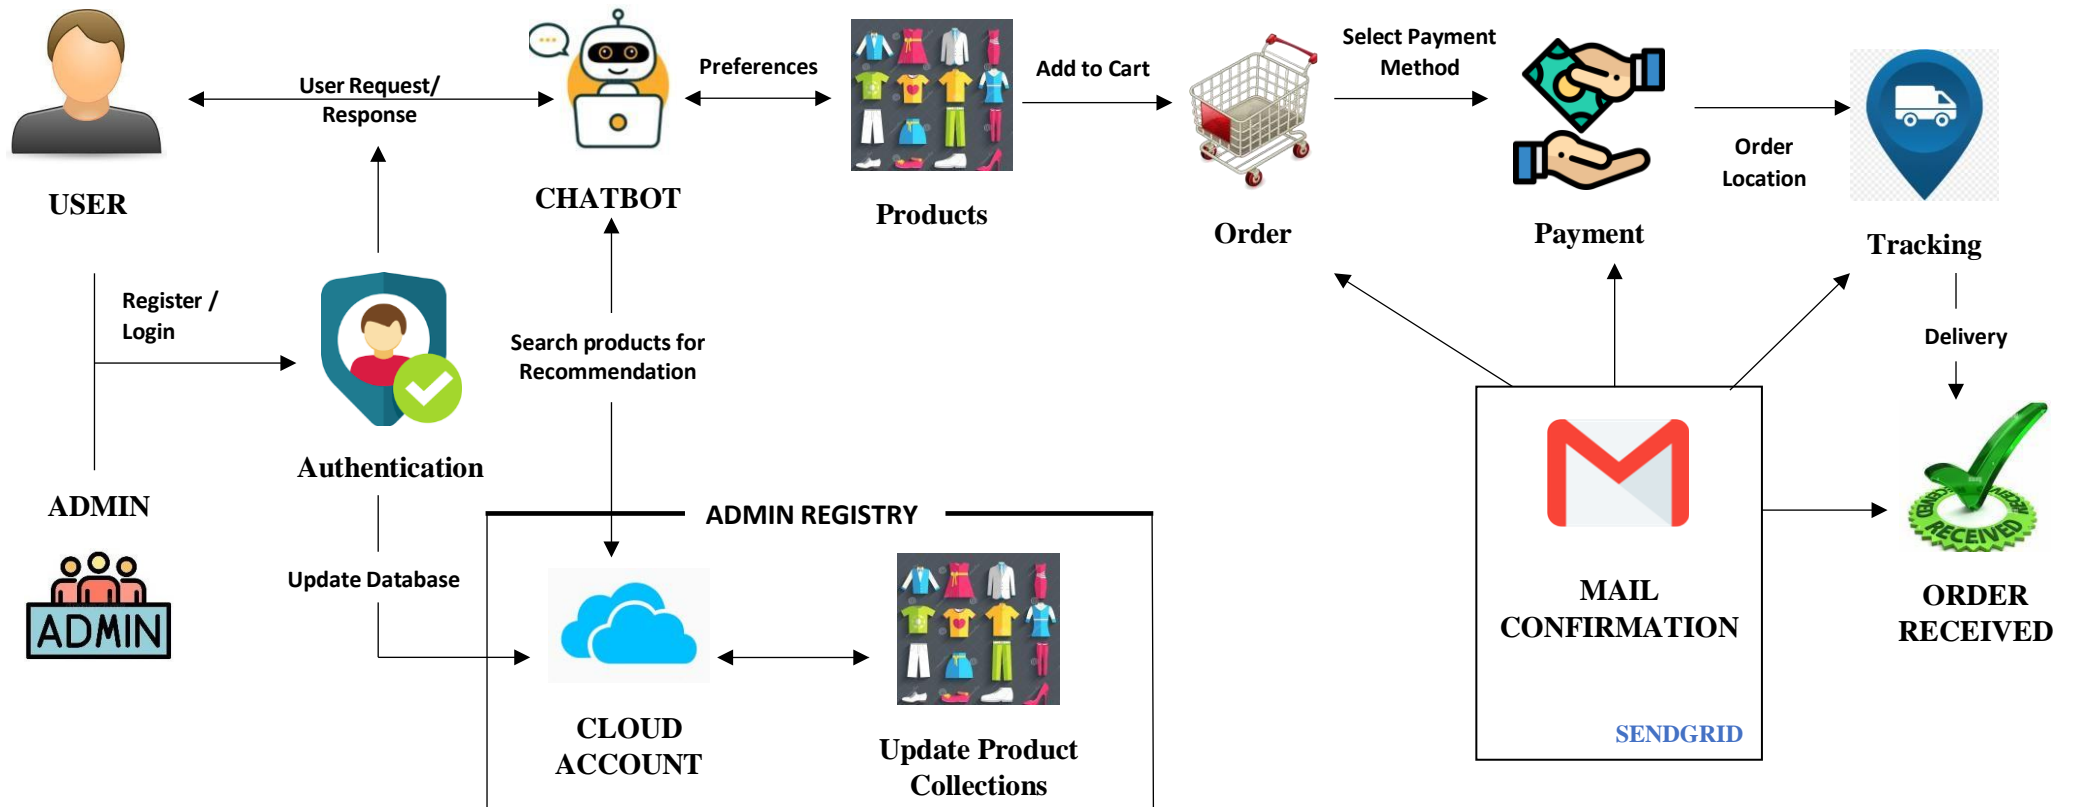 User Request/
Response
USER
CHATBOT
Preferences
Products
Add to Cart
Order
Select Payment
Method
Payment
Order
Location
Tracking
Register /
Login
Authentication
Search products for
Recommendation
Delivery
ADMIN
ADMIN
Update Database
ADMIN REGISTRY
CLOUD
ACCOUNT
Update Product
Collections
MAIL
CONFIRMATION
SENDGRID
RECEIVED
ORDER
RECEIVED